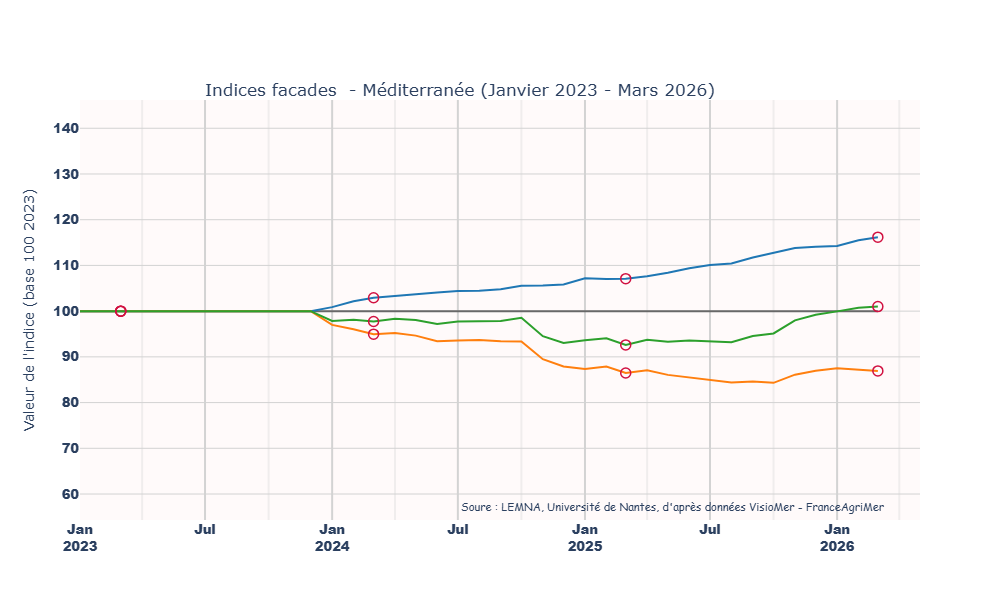 Indices facades  - Méditerranée (Janvier 2023 - Mars 2026)
Valeur de l'indice (base 100 2023)
140
130
120
110
100
90
80
70
60
Soure : LEMNA, Université de Nantes, d'après données VisioMer - FranceAgriMer
Jan Jul Jan Jul Jan Jul Jan
2023 2024 2025 2026